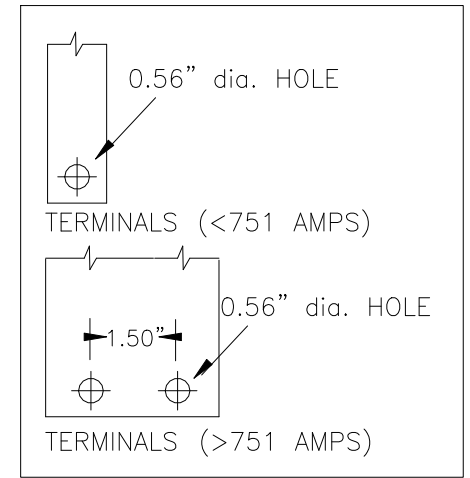 0.56" dia. HOLE
TERMINALS (<751 AMPS)
0.56" dia. HOLE
1.50"
TERMINALS (>751 AMPS)